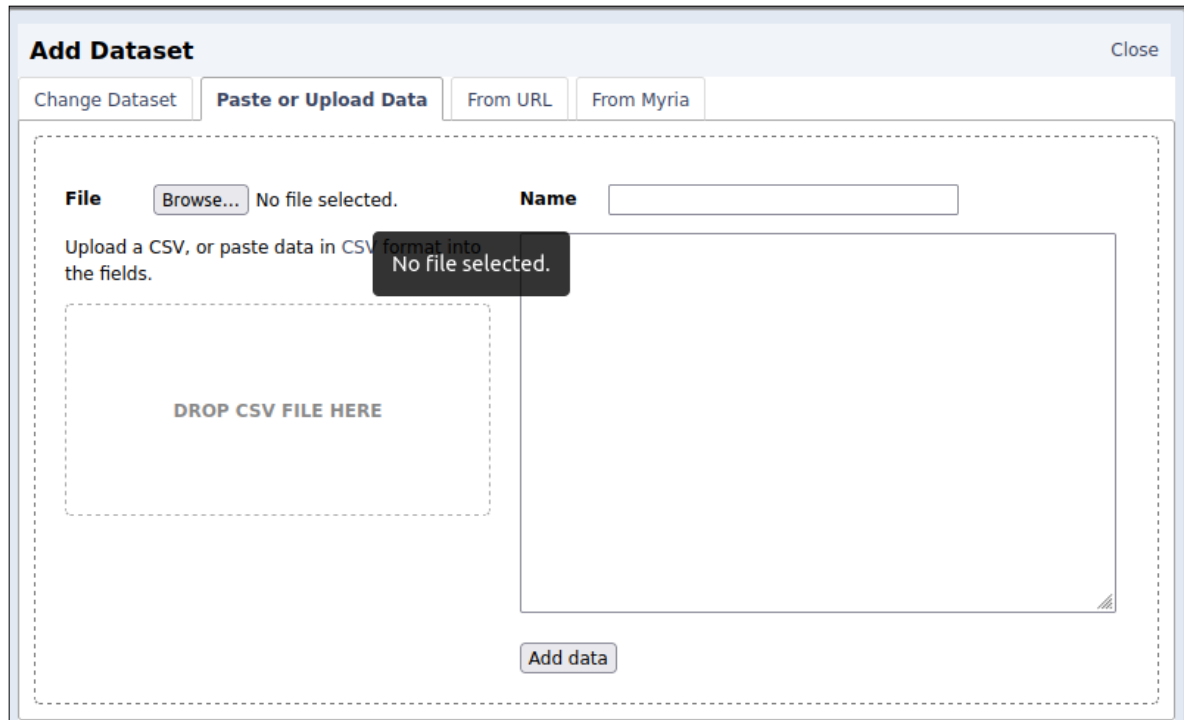 Add Dataset
Close
Change Dataset
Paste or Upload Data
From URL
From Myria
File
Browse...
No file selected.
Name
Upload a CSV, or paste data in CSV format into
the fields.
No file selected.
DROP CSV FILE HERE
Add data